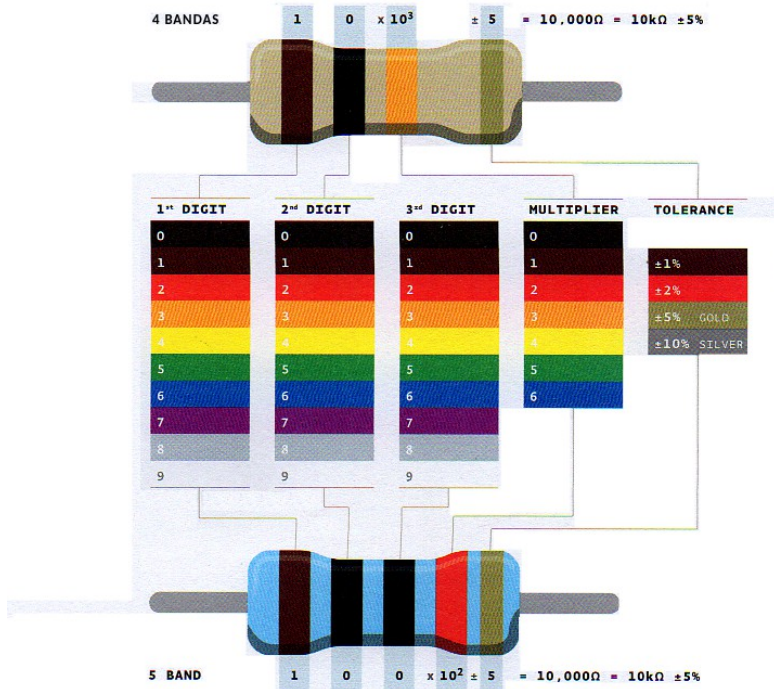 4 BANDAS 1 0 x 10³ ± 5 = 10,000Ω = 10kΩ ±5%
1ˢᵗ DIGIT 2ⁿᵈ DIGIT 3ʳᵈ DIGIT MULTIPLIER TOLERANCE
0 0 0 0
1 1 1 1 ±1%
2 2 2 2 ±2%
3 3 3 3 ±5% GOLD
4 4 4 4 ±10% SILVER
5 5 5 5
6 6 6 6
7 7 7
8 8 8
9 9 9
5 BAND 1 0 0 x 10² ± 5 = 10,000Ω = 10kΩ ±5%